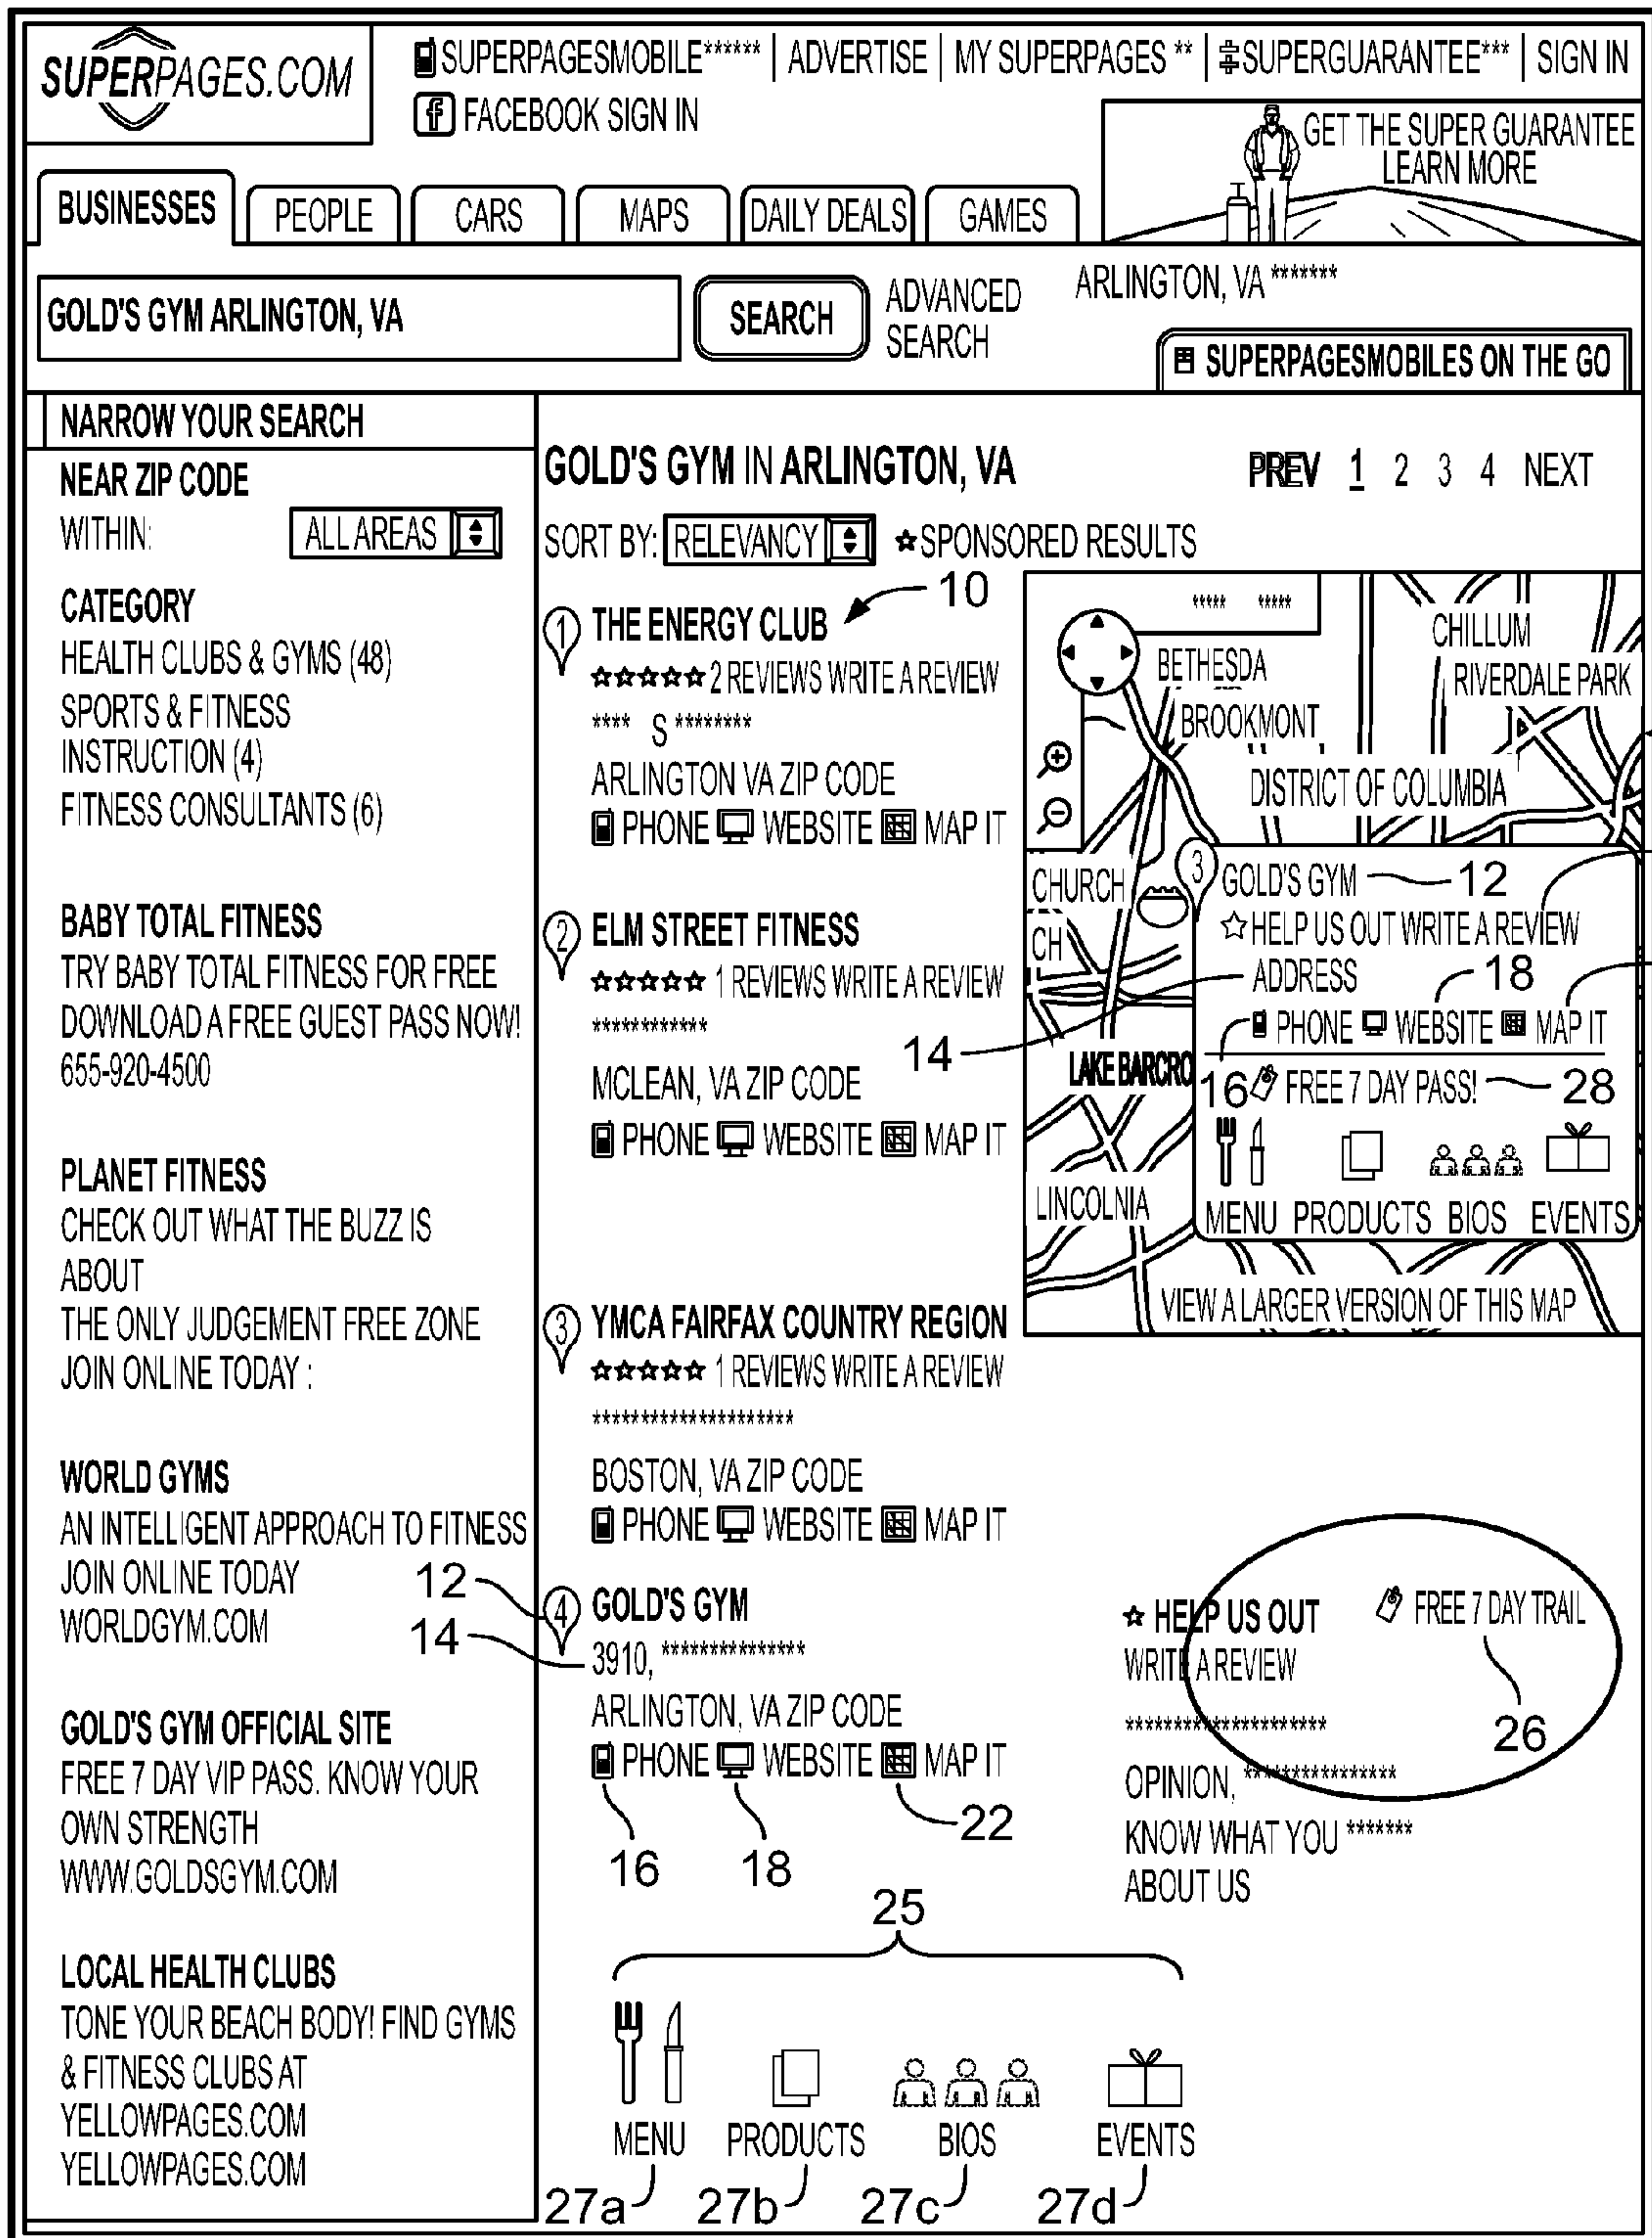 SUPERPAGES.COM
SUPERPAGESMOBILE****** | ADVERTISE | MY SUPERPAGES ** | SUPERGUARANTEE*** | SIGN IN
f FACEBOOK SIGN IN
GET THE SUPER GUARANTEE
LEARN MORE
BUSINESSES PEOPLE CARS MAPS DAILY DEALS GAMES
GOLD'S GYM ARLINGTON, VA
SEARCH
ADVANCED
SEARCH
ARLINGTON, VA *******
SUPERPAGESMOBILES ON THE GO
NARROW YOUR SEARCH
NEAR ZIP CODE
WITHIN: ALL AREAS
CATEGORY
HEALTH CLUBS & GYMS (48)
SPORTS & FITNESS
INSTRUCTION (4)
FITNESS CONSULTANTS (6)
BABY TOTAL FITNESS
TRY BABY TOTAL FITNESS FOR FREE
DOWNLOAD A FREE GUEST PASS NOW!
655-920-4500
PLANET FITNESS
CHECK OUT WHAT THE BUZZ IS
ABOUT
THE ONLY JUDGEMENT FREE ZONE
JOIN ONLINE TODAY :
WORLD GYMS
AN INTELLIGENT APPROACH TO FITNESS
JOIN ONLINE TODAY
WORLDGYM.COM
GOLD'S GYM OFFICIAL SITE
FREE 7 DAY VIP PASS. KNOW YOUR
OWN STRENGTH
WWW.GOLDSGYM.COM
LOCAL HEALTH CLUBS
TONE YOUR BEACH BODY! FIND GYMS
& FITNESS CLUBS AT
YELLOWPAGES.COM
YELLOWPAGES.COM
GOLD'S GYM IN ARLINGTON, VA
PREV 1 2 3 4 NEXT
SORT BY: RELEVANCY ☆SPONSORED RESULTS
10
1 THE ENERGY CLUB
☆☆☆☆☆ 2 REVIEWS WRITE A REVIEW
**** S ********
ARLINGTON VA ZIP CODE
PHONE WEBSITE MAP IT
2 ELM STREET FITNESS
☆☆☆☆☆ 1 REVIEWS WRITE A REVIEW
************
MCLEAN, VA ZIP CODE
PHONE WEBSITE MAP IT
3 YMCA FAIRFAX COUNTRY REGION
☆☆☆☆☆ 1 REVIEWS WRITE A REVIEW
*********************
BOSTON, VA ZIP CODE
PHONE WEBSITE MAP IT
12
4 GOLD'S GYM
14
3910, ***************
ARLINGTON, VA ZIP CODE
PHONE WEBSITE MAP IT
16 18 22
***** *****
CHILLUM
BETHESDA
RIVERDALE PARK
BROOKMONT
DISTRICT OF COLUMBIA
CHURCH
CH
3 GOLD'S GYM 12
☆HELP US OUT WRITE A REVIEW
ADDRESS 18
14
PHONE WEBSITE MAP IT
LAKE BARCRO
16 FREE 7 DAY PASS! 28
MENU PRODUCTS BIOS EVENTS
LINCOLNIA
VIEW A LARGER VERSION OF THIS MAP
☆ HELP US OUT
FREE 7 DAY TRAIL
WRITE A REVIEW
*********************
26
OPINION, ****************
KNOW WHAT YOU *******
ABOUT US
25
MENU PRODUCTS BIOS EVENTS
27a 27b 27c 27d